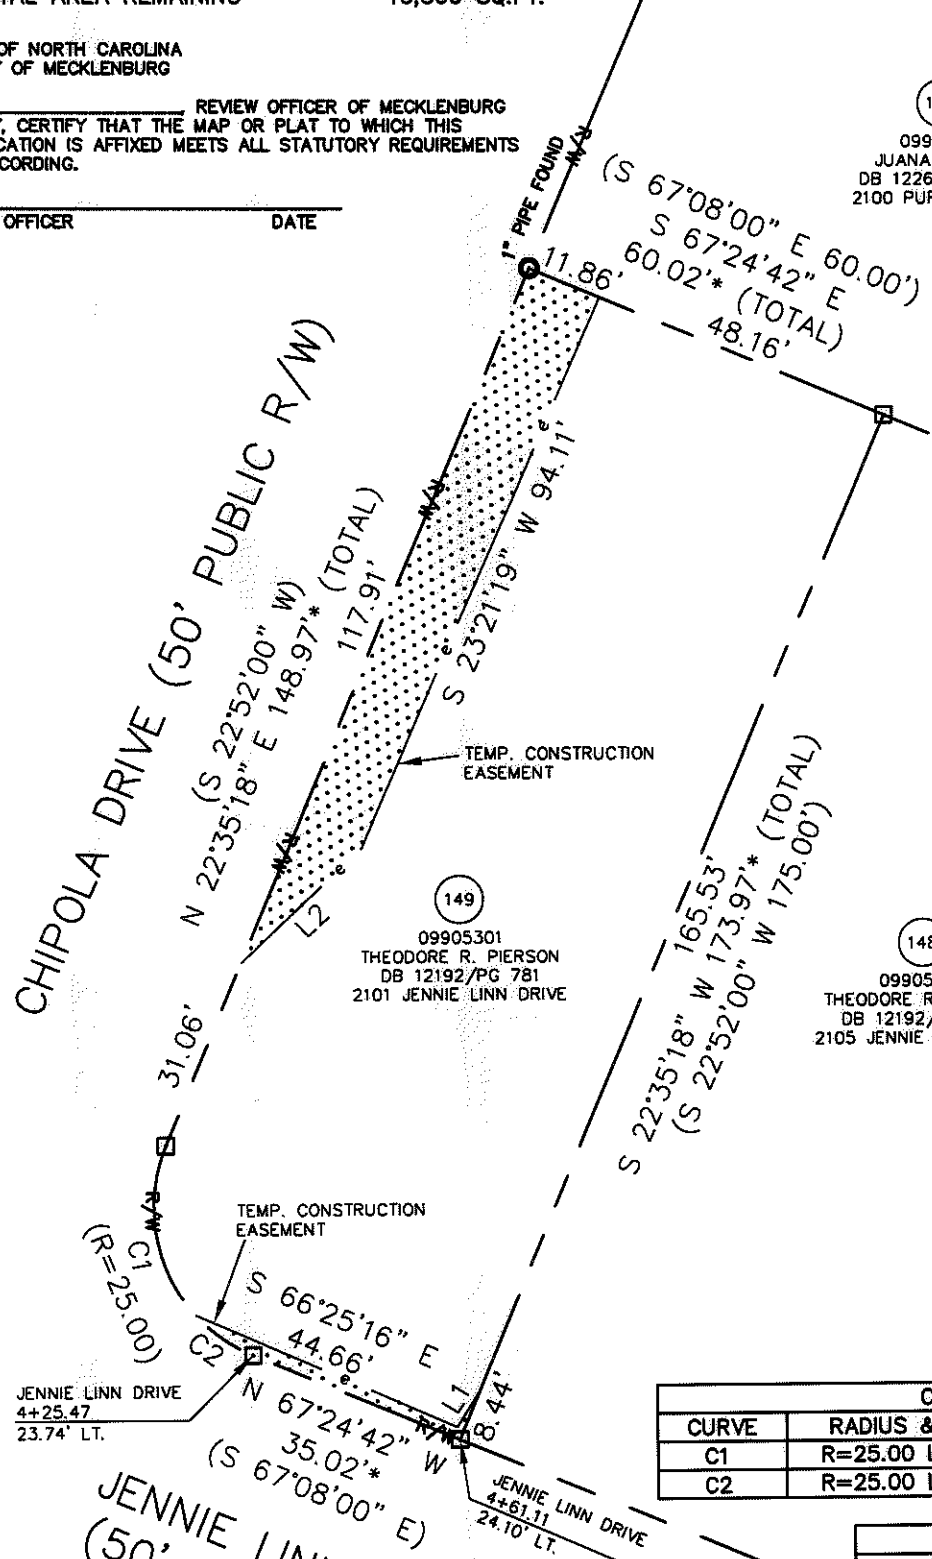 OF NORTH CAROLINA
OF MECKLENBURG
REVIEW OFFICER OF MECKLENBURG
, CERTIFY THAT THE MAP OR PLAT TO WHICH THIS
CATION IS AFFIXED MEETS ALL STATUTORY REQUIREMENTS
CORDING.
OFFICER DATE
1" PIPE FOUND
R/W
(S 67°08'00" E 60.00')
S 67°24'42" E
60.02'* (TOTAL)
11.86'
48.16'
099
JUANA
DB 1226
2100 PUR
CHIPOLA DRIVE (50' PUBLIC R/W)
R/W
(S 22°52'00" W)
N 22°35'18" E 148.97'* (TOTAL)
117.91'
e
S 23°21'19" W 94.11'
e
TEMP. CONSTRUCTION
EASEMENT
R/W
e
L2
149
09905301
THEODORE R. PIERSON
DB 12192/PG 781
2101 JENNIE LINN DRIVE
165.53'
S 22°35'18" W 173.97'* (TOTAL)
(S 22°52'00" W 175.00')
148
09905
THEODORE R
DB 12192/
2105 JENNIE
31.06'
R/W
C1
(R=25.00)
TEMP. CONSTRUCTION
EASEMENT
S 66°25'16" E
44.66'
C2
e
L1
8.44'
R/W
N 67°24'42" W
35.02'*
(S 67°08'00" E)
JENNIE LINN DRIVE
4+25.47
23.74' LT.
JENNIE LINN DRIVE
4+61.11
24.10' LT.
JENNIE LIN
(50'
C
CURVE RADIUS &
C1 R=25.00 L
C2 R=25.00 L